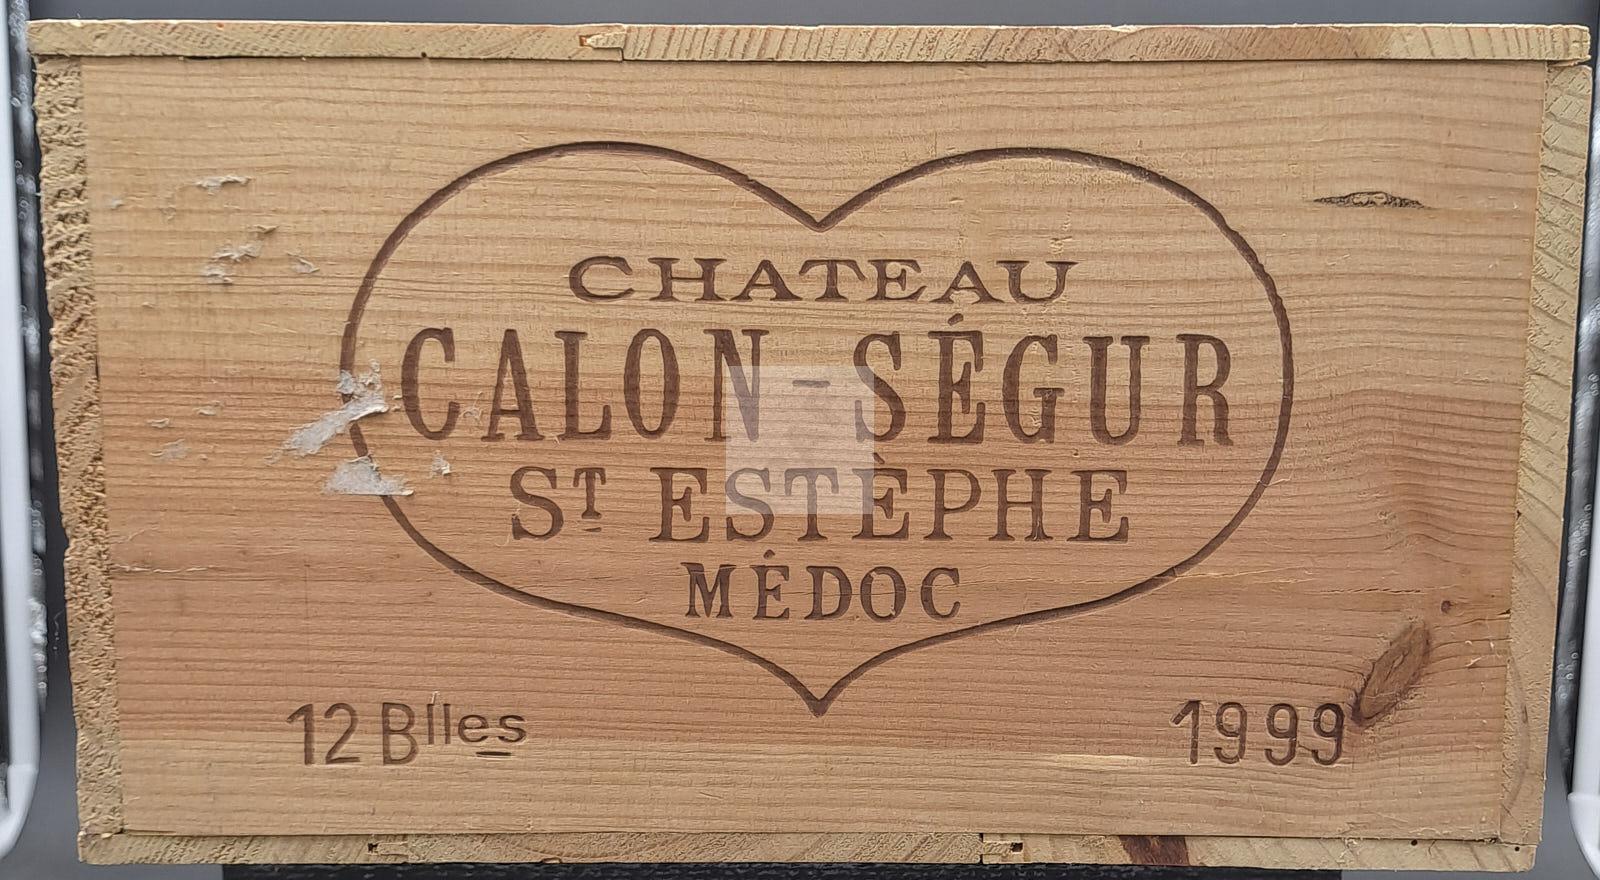 CHATEAU
CALON-SÉGUR
ST ESTÈPHE
MÉDOC
12 Blles
1999